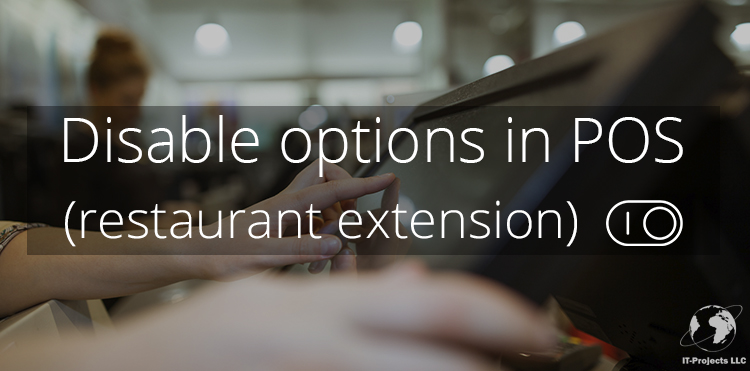 Disable options in POS
(restaurant extension)
IT-Projects LLC